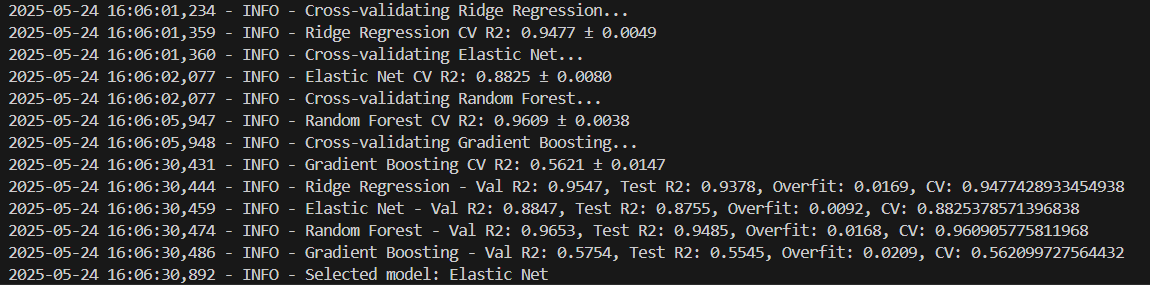 2025-05-24 16:06:01,234 - INFO - Cross-validating Ridge Regression...
2025-05-24 16:06:01,359 - INFO - Ridge Regression CV R2: 0.9477 ± 0.0049
2025-05-24 16:06:01,360 - INFO - Cross-validating Elastic Net...
2025-05-24 16:06:02,077 - INFO - Elastic Net CV R2: 0.8825 ± 0.0080
2025-05-24 16:06:02,077 - INFO - Cross-validating Random Forest...
2025-05-24 16:06:05,947 - INFO - Random Forest CV R2: 0.9609 ± 0.0038
2025-05-24 16:06:05,948 - INFO - Cross-validating Gradient Boosting...
2025-05-24 16:06:30,431 - INFO - Gradient Boosting CV R2: 0.5621 ± 0.0147
2025-05-24 16:06:30,444 - INFO - Ridge Regression - Val R2: 0.9547, Test R2: 0.9378, Overfit: 0.0169, CV: 0.9477428933454938
2025-05-24 16:06:30,459 - INFO - Elastic Net - Val R2: 0.8847, Test R2: 0.8755, Overfit: 0.0092, CV: 0.8825378571396838
2025-05-24 16:06:30,474 - INFO - Random Forest - Val R2: 0.9653, Test R2: 0.9485, Overfit: 0.0168, CV: 0.960905775811968
2025-05-24 16:06:30,486 - INFO - Gradient Boosting - Val R2: 0.5754, Test R2: 0.5545, Overfit: 0.0209, CV: 0.562099727564432
2025-05-24 16:06:30,892 - INFO - Selected model: Elastic Net